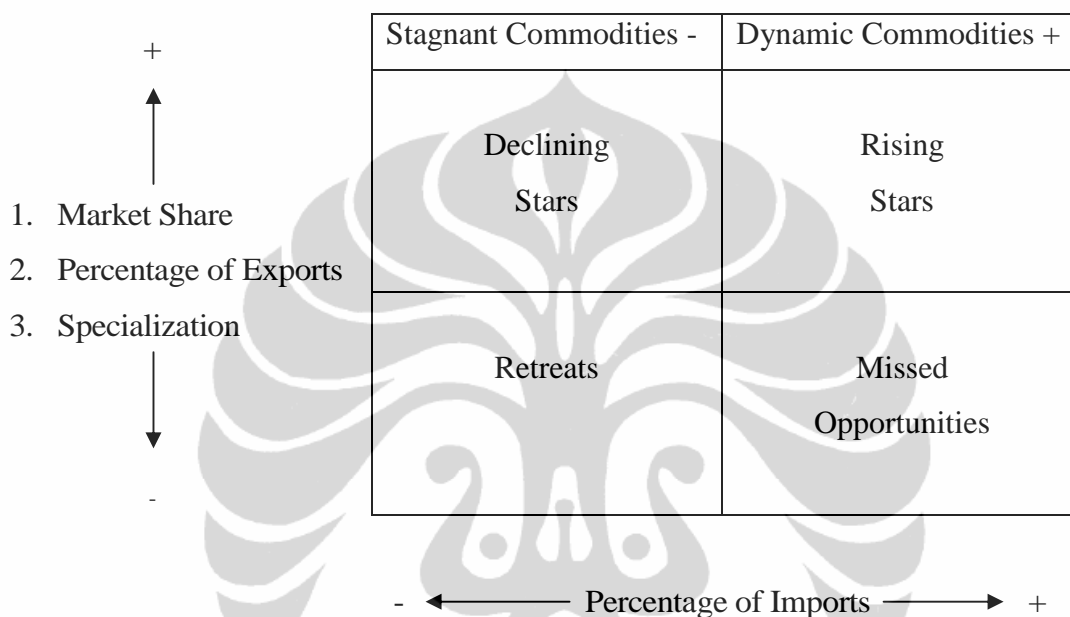 Stagnant Commodities -
Dynamic Commodities +
+
Declining
Stars
Rising
Stars
1. Market Share
2. Percentage of Exports
3. Specialization
Retreats
Missed
Opportunities
-
- Percentage of Imports +